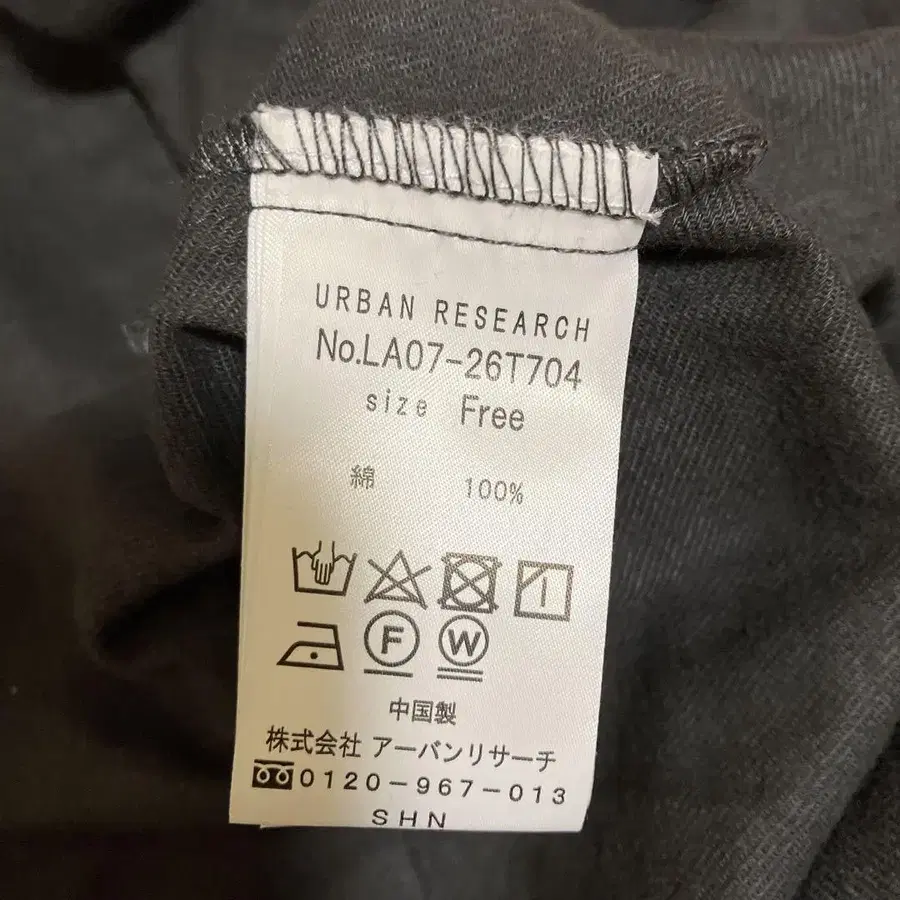 URBAN RESEARCH
No.LA07-26T704
size Free
綿 100%
F W
中国製
株式会社 アーバンリサーチ
0120-967-013
SHN